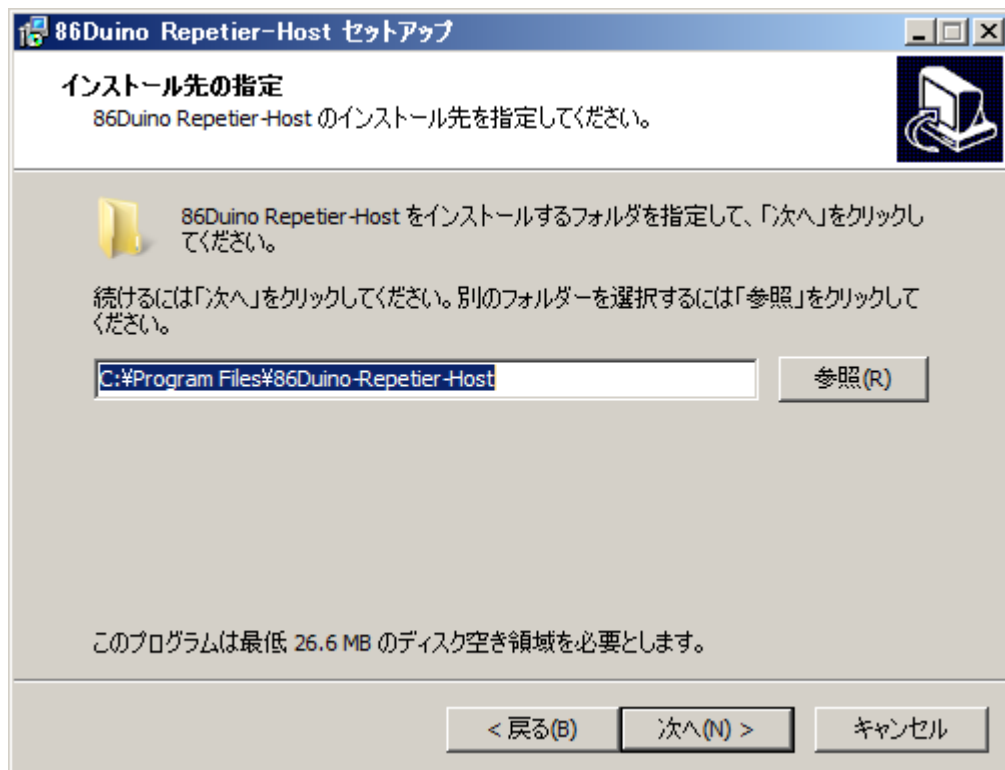 86Duino Repetier-Host セットアップ
インストール先の指定
86Duino Repetier-Host のインストール先を指定してください。
86Duino Repetier-Host をインストールするフォルダを指定して、「次へ」をクリックし
てください。
続けるには「次へ」をクリックしてください。別のフォルダーを選択するには「参照」をクリックして
ください。
C:¥Program Files¥86Duino-Repetier-Host
参照(R)
このプログラムは最低 26.6 MB のディスク空き領域を必要とします。
< 戻る(B)
次へ(N) >
キャンセル